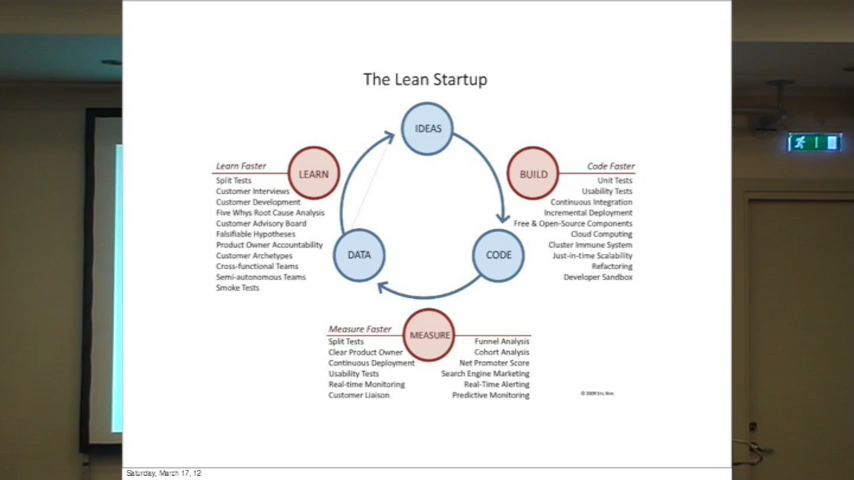 The Lean Startup
IDEAS
Learn Faster
LEARN
Split Tests
Customer Interviews
Customer Development
Five Whys Root Cause Analysis
Customer Advisory Board
Falsifiable Hypotheses
Product Owner Accountability
Customer Archetypes
Cross-functional Teams
Semi-autonomous Teams
Smoke Tests
BUILD
Code Faster
Unit Tests
Usability Tests
Continuous Integration
Incremental Deployment
Free & Open-Source Components
Cloud Computing
Cluster Immune System
Just-in-time Scalability
Refactoring
Developer Sandbox
DATA
CODE
Measure Faster
MEASURE
Split Tests
Clear Product Owner
Continuous Deployment
Usability Tests
Real-time Monitoring
Customer Liaison
Funnel Analysis
Cohort Analysis
Net Promoter Score
Search Engine Marketing
Real-Time Alerting
Predictive Monitoring
© 2009 Eric Ries
Saturday, March 17, 12